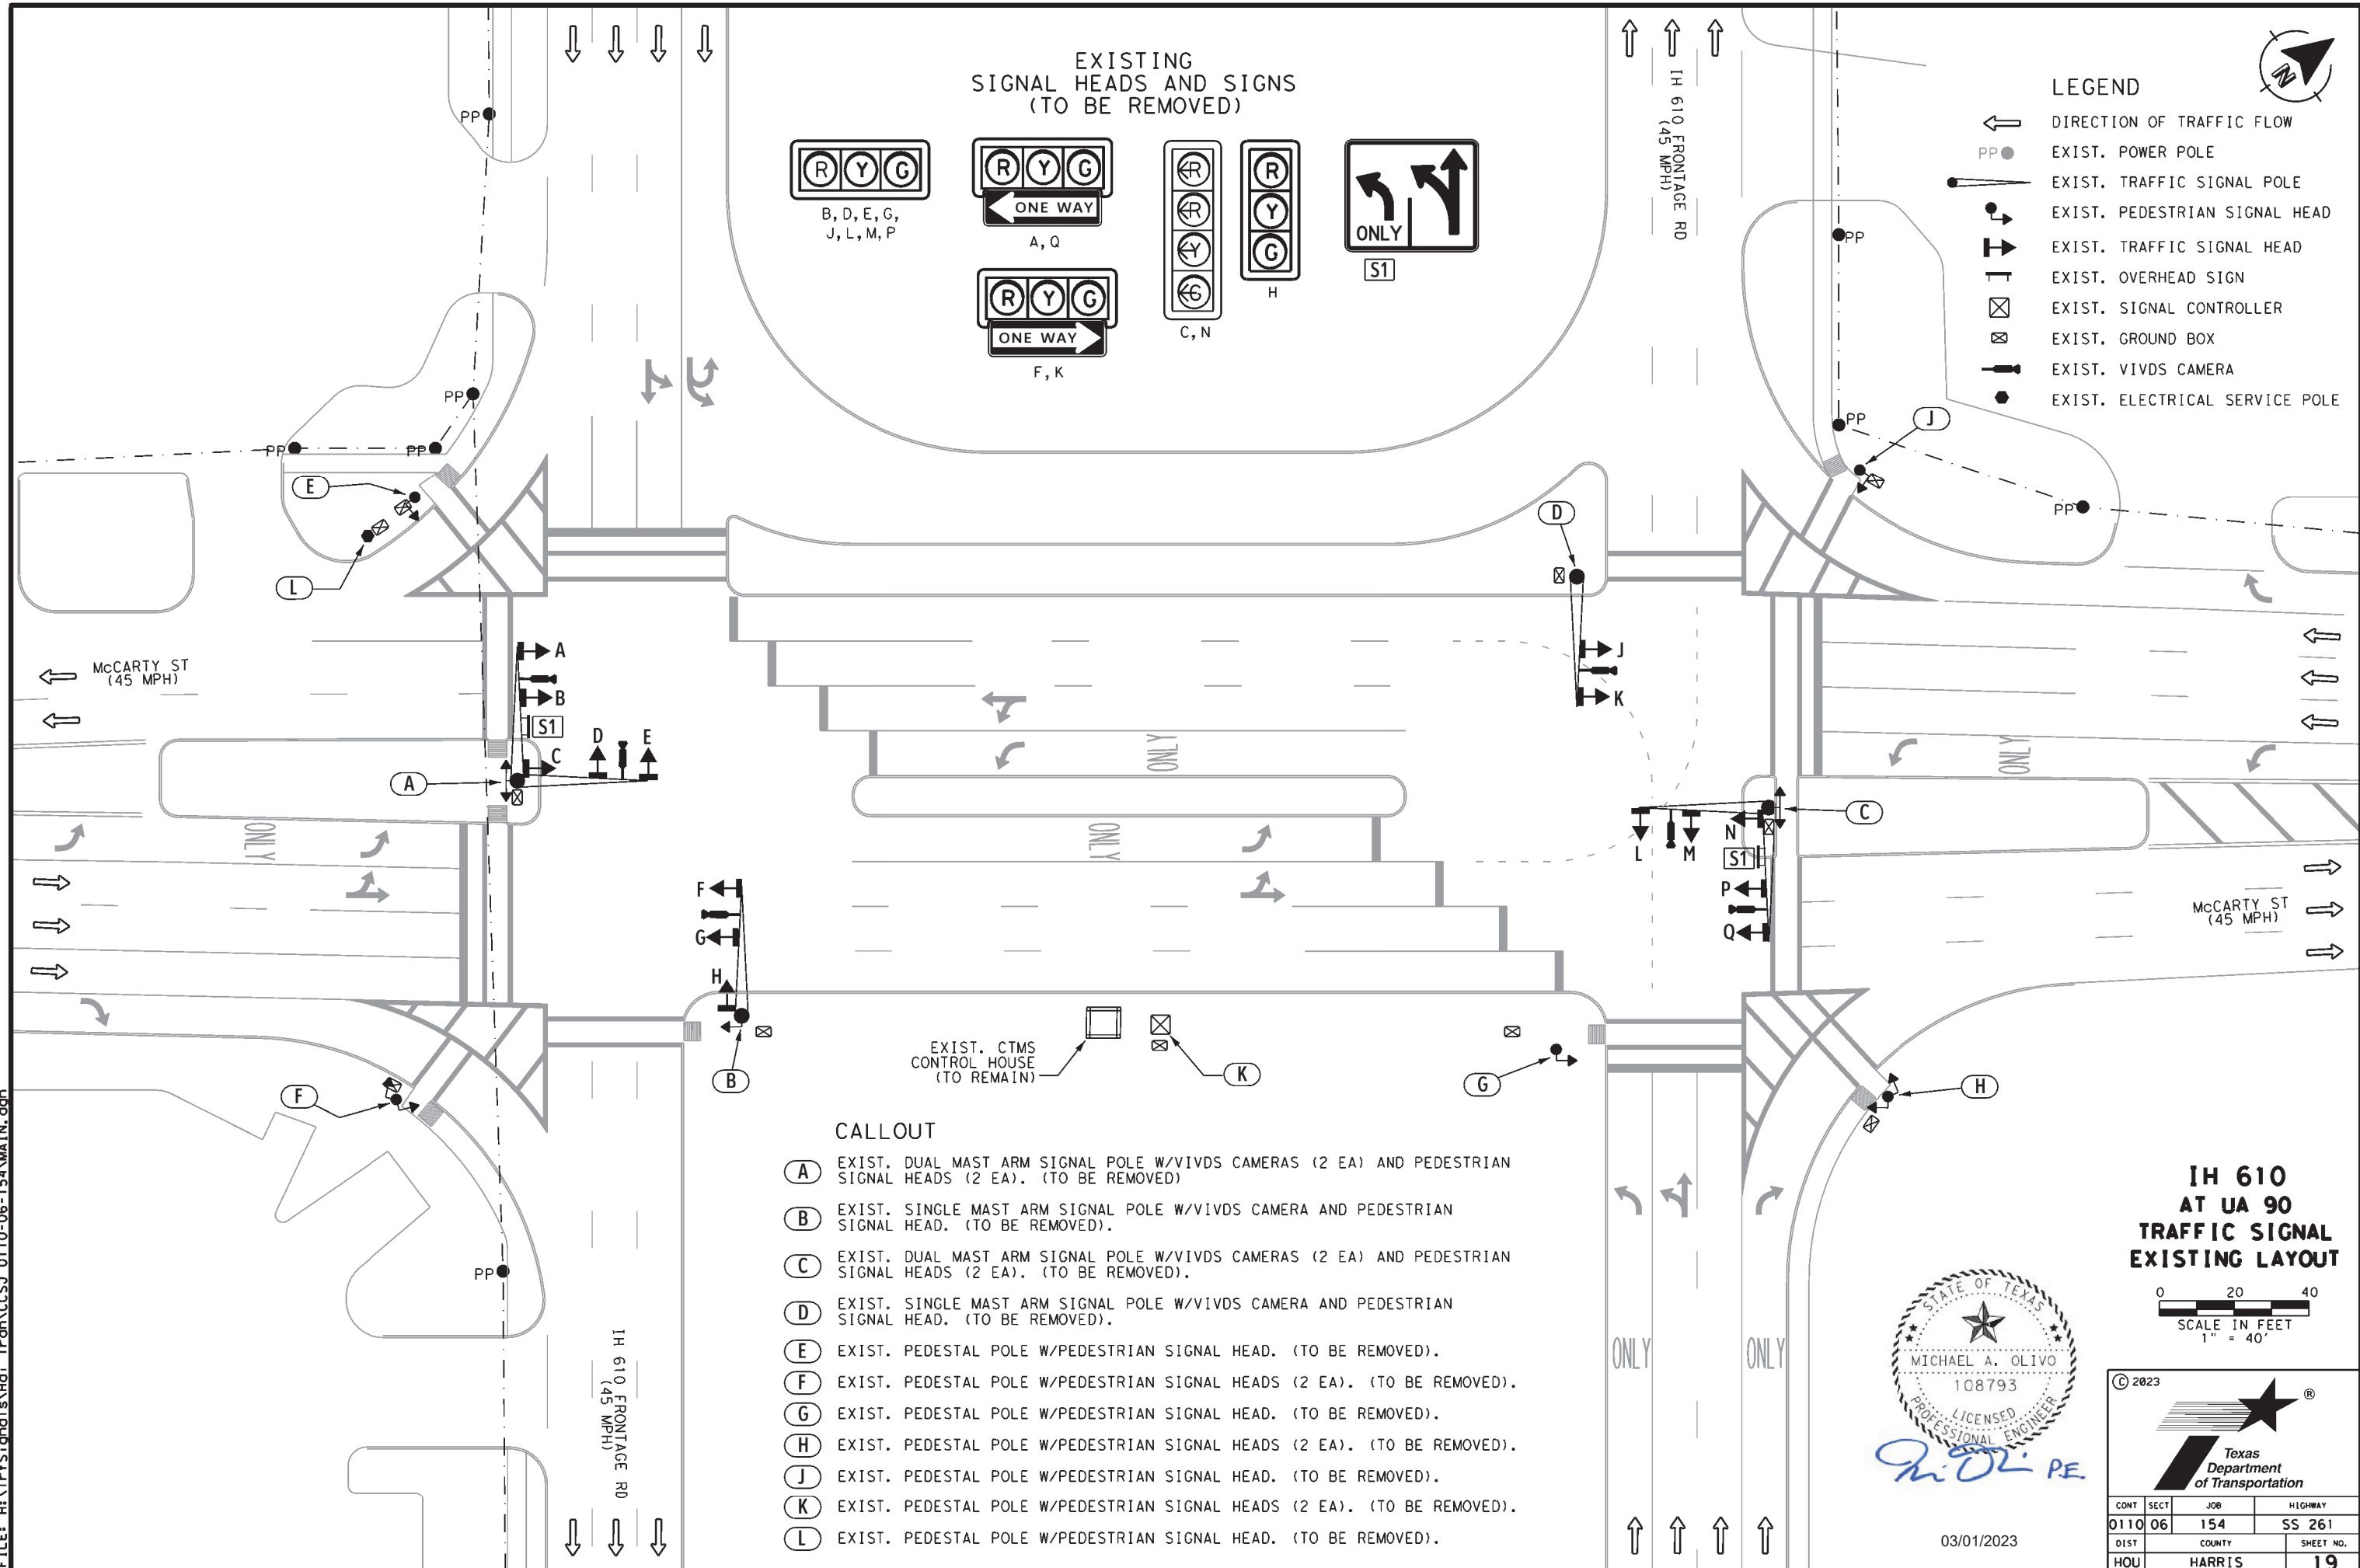 EXISTING
SIGNAL HEADS AND SIGNS
(TO BE REMOVED)
R Y G
B, D, E, G,
J, L, M, P
R Y G
ONE WAY
A, Q
R Y G
ONE WAY
F, K
R
R
Y
G
C, N
R
Y
G
H
ONLY
S1
IH 610 FRONTAGE RD
(45 MPH)
N
LEGEND
DIRECTION OF TRAFFIC FLOW
PP EXIST. POWER POLE
EXIST. TRAFFIC SIGNAL POLE
EXIST. PEDESTRIAN SIGNAL HEAD
EXIST. TRAFFIC SIGNAL HEAD
EXIST. OVERHEAD SIGN
EXIST. SIGNAL CONTROLLER
EXIST. GROUND BOX
EXIST. VIVDS CAMERA
EXIST. ELECTRICAL SERVICE POLE
PP
PP
PP
PP
PP
PP
PP
E
L
J
D
McCARTY ST
(45 MPH)
A
B
S1
C
D
E
A
J
K
ONLY
ONLY
ONLY
ONLY
C
L
M
N
S1
P
Q
F
G
H
McCARTY ST
(45 MPH)
B
EXIST. CTMS
CONTROL HOUSE
(TO REMAIN)
K
G
H
F
PP
IH 610 FRONTAGE RD
(45 MPH)
ONLY
ONLY
CALLOUT
A EXIST. DUAL MAST ARM SIGNAL POLE W/VIVDS CAMERAS (2 EA) AND PEDESTRIAN
SIGNAL HEADS (2 EA). (TO BE REMOVED)
B EXIST. SINGLE MAST ARM SIGNAL POLE W/VIVDS CAMERA AND PEDESTRIAN
SIGNAL HEAD. (TO BE REMOVED).
C EXIST. DUAL MAST ARM SIGNAL POLE W/VIVDS CAMERAS (2 EA) AND PEDESTRIAN
SIGNAL HEADS (2 EA). (TO BE REMOVED).
D EXIST. SINGLE MAST ARM SIGNAL POLE W/VIVDS CAMERA AND PEDESTRIAN
SIGNAL HEAD. (TO BE REMOVED).
E EXIST. PEDESTAL POLE W/PEDESTRIAN SIGNAL HEAD. (TO BE REMOVED).
F EXIST. PEDESTAL POLE W/PEDESTRIAN SIGNAL HEADS (2 EA). (TO BE REMOVED).
G EXIST. PEDESTAL POLE W/PEDESTRIAN SIGNAL HEAD. (TO BE REMOVED).
H EXIST. PEDESTAL POLE W/PEDESTRIAN SIGNAL HEADS (2 EA). (TO BE REMOVED).
J EXIST. PEDESTAL POLE W/PEDESTRIAN SIGNAL HEAD. (TO BE REMOVED).
K EXIST. PEDESTAL POLE W/PEDESTRIAN SIGNAL HEADS (2 EA). (TO BE REMOVED).
L EXIST. PEDESTAL POLE W/PEDESTRIAN SIGNAL HEAD. (TO BE REMOVED).
IH 610
AT UA 90
TRAFFIC SIGNAL
EXISTING LAYOUT
0 20 40
SCALE IN FEET
1" = 40'
STATE OF TEXAS
MICHAEL A. OLIVO
108793
LICENSED
PROFESSIONAL ENGINEER
P.E.
03/01/2023
© 2023
®
Texas
Department
of Transportation
CONT SECT JOB HIGHWAY
0110 06 154 SS 261
DIST COUNTY SHEET NO.
HOU HARRIS 19